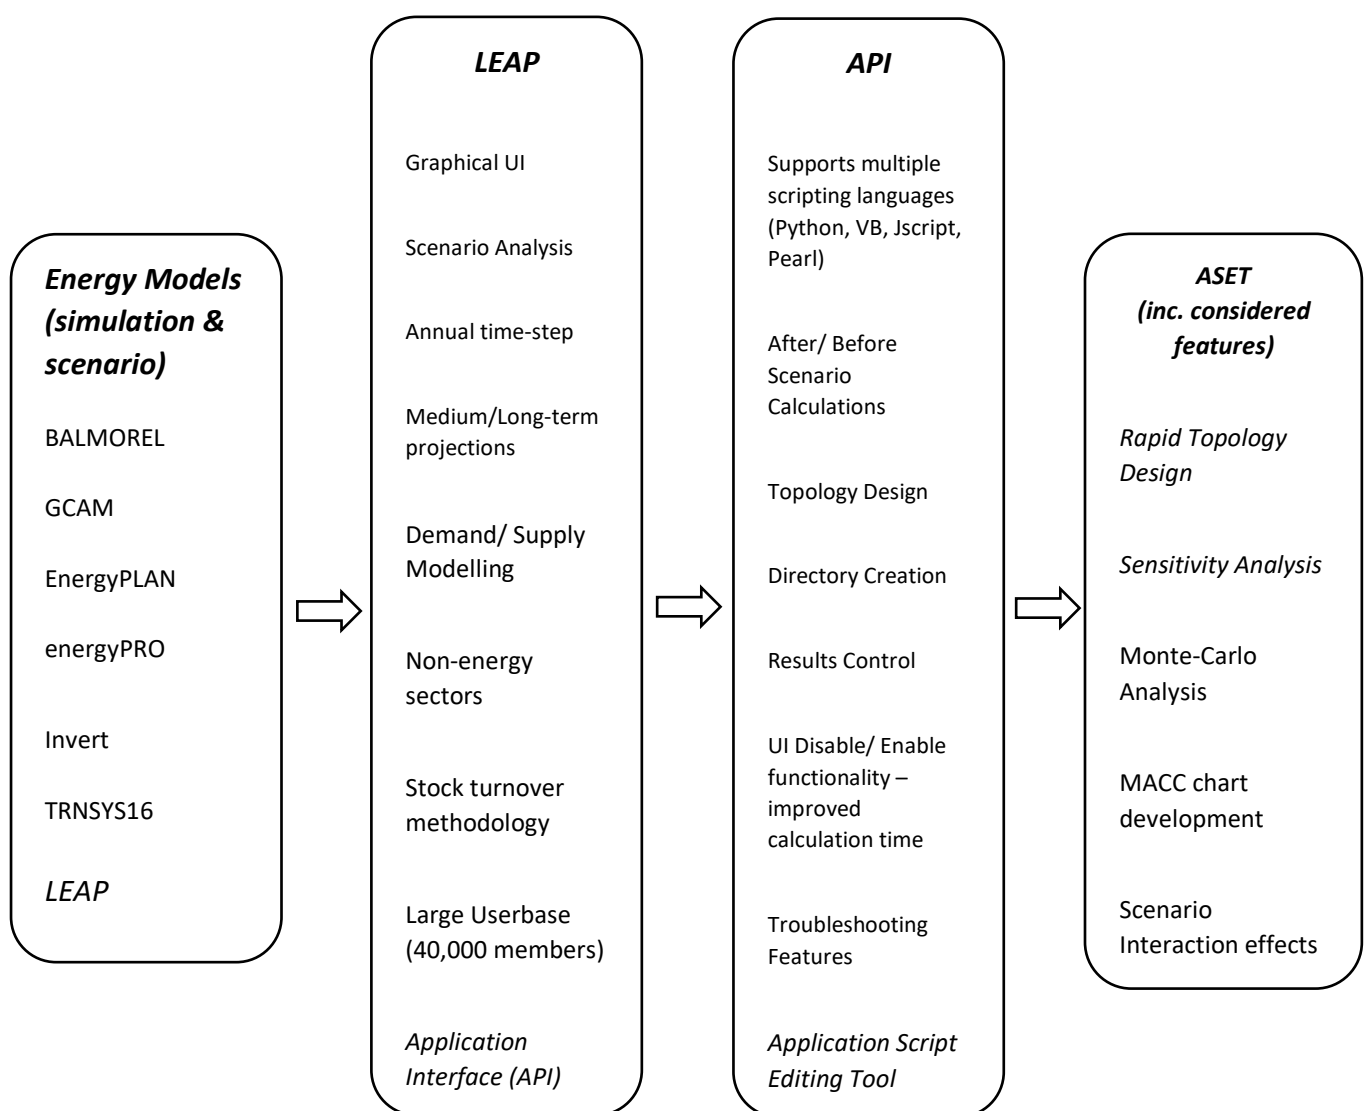 Energy Models
(simulation &
scenario)
BALMOREL
GCAM
EnergyPLAN
energyPRO
Invert
TRNSYS16
LEAP
LEAP
Graphical UI
Scenario Analysis
Annual time-step
Medium/Long-term
projections
Demand/ Supply
Modelling
Non-energy
sectors
Stock turnover
methodology
Large Userbase
(40,000 members)
Application
Interface (API)
API
Supports multiple
scripting languages
(Python, VB, Jscript,
Pearl)
After/ Before
Scenario
Calculations
Topology Design
Directory Creation
Results Control
UI Disable/ Enable
functionality –
improved
calculation time
Troubleshooting
Features
Application Script
Editing Tool
ASET
(inc. considered
features)
Rapid Topology
Design
Sensitivity Analysis
Monte-Carlo
Analysis
MACC chart
development
Scenario
Interaction effects